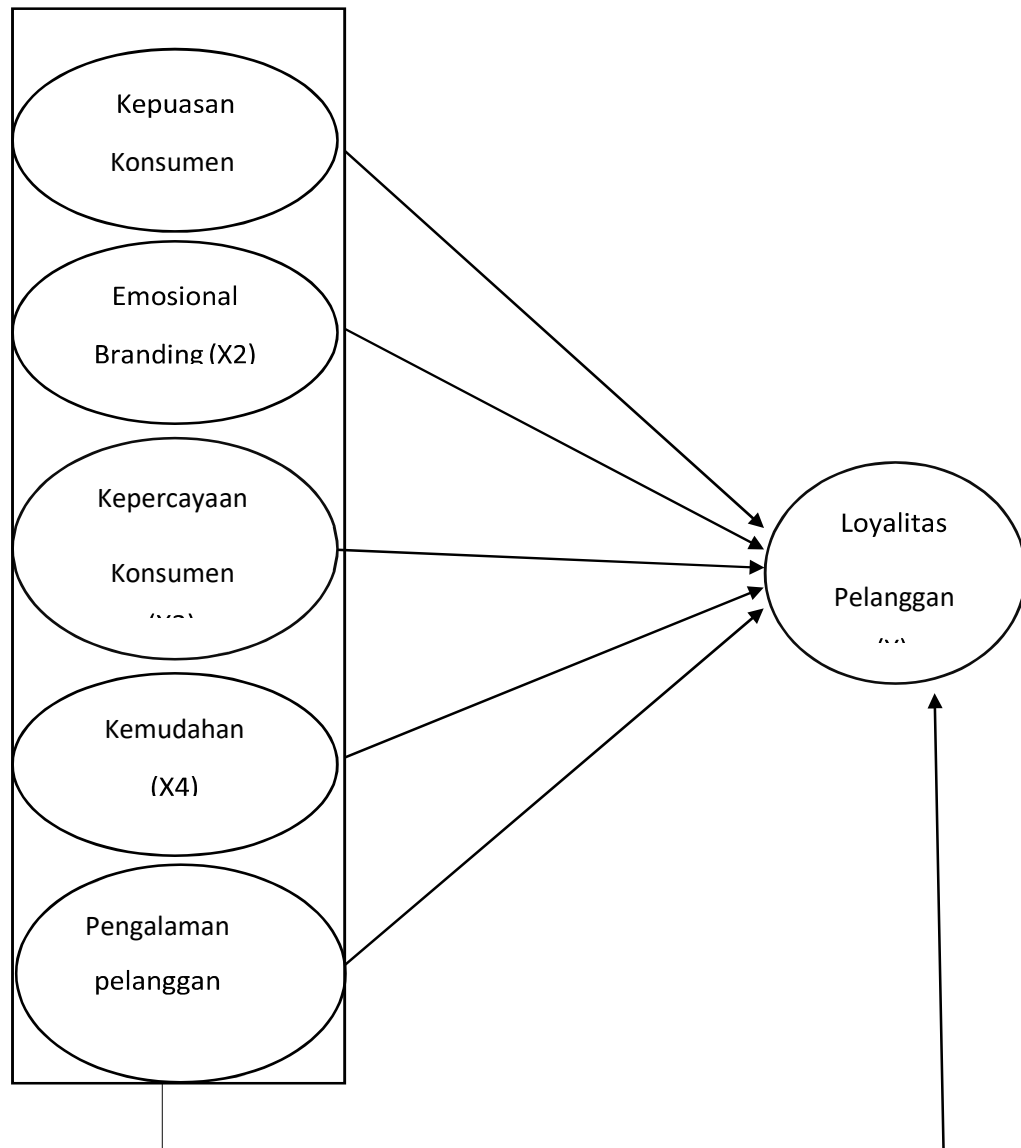 Kepuasan
Konsumen
Emosional
Branding (X2)
Kepercayaan
Konsumen
Kemudahan
(X4)
Pengalaman
pelanggan
Loyalitas
Pelanggan